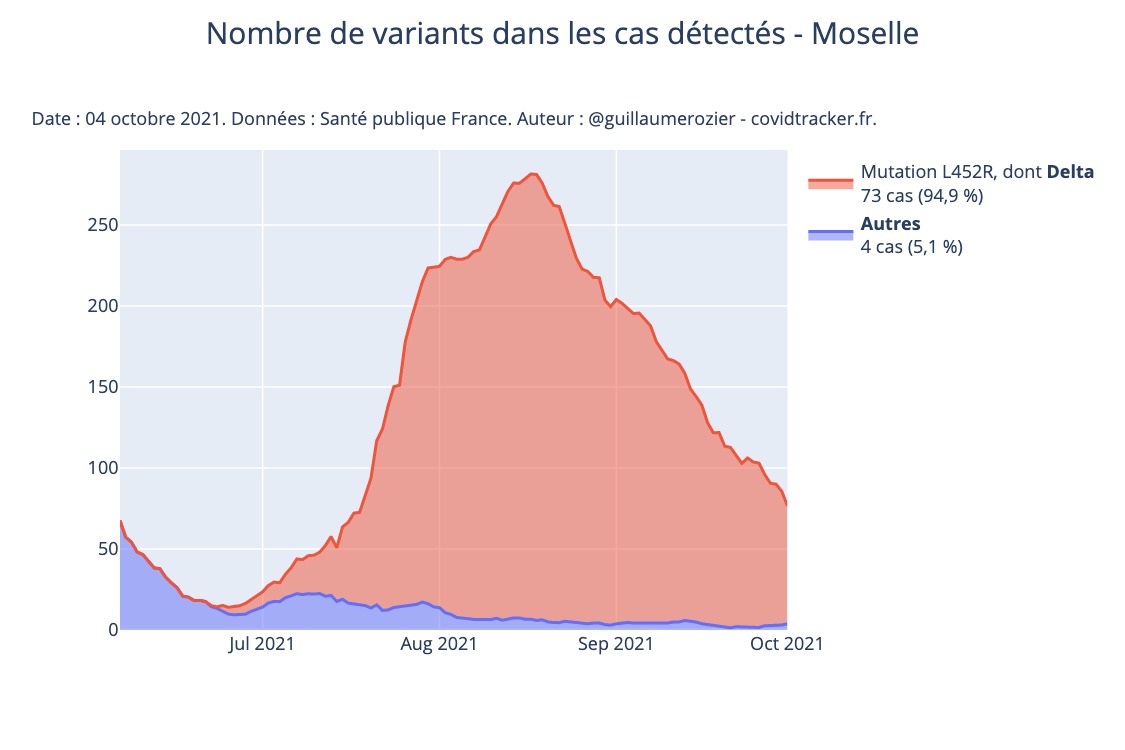 Nombre de variants dans les cas détectés - Moselle
Date : 04 octobre 2021. Données : Santé publique France. Auteur : @guillaumerozier - covidtracker.fr.
Mutation L452R, dont Delta
73 cas (94,9 %)
Autres
4 cas (5,1 %)
250
200
150
100
50
0
Jul 2021
Aug 2021
Sep 2021
Oct 2021